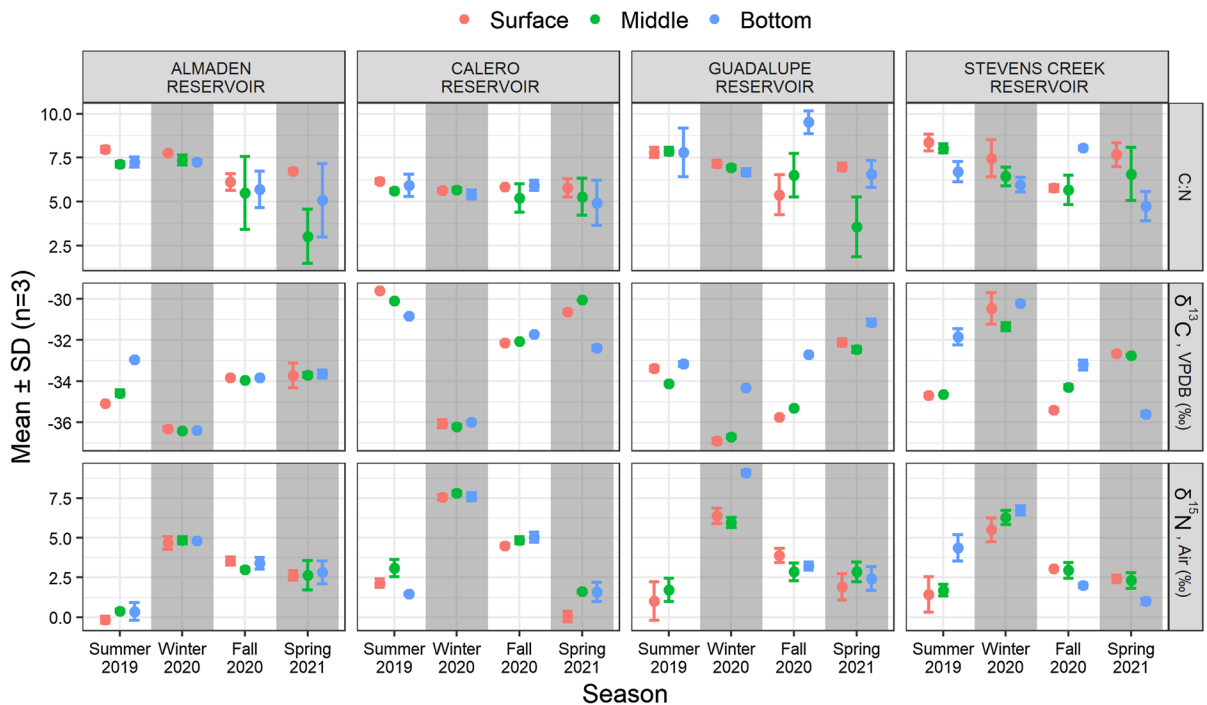 Surface Middle Bottom
ALMADEN RESERVOIR
CALERO RESERVOIR
GUADALUPE RESERVOIR
STEVENS CREEK RESERVOIR
Mean ± SD (n=3)
10.0
7.5
5.0
2.5
C:N
-30
-32
-34
-36
δ¹³C , VPDB (‰)
7.5
5.0
2.5
0.0
δ¹⁵N , Air (‰)
Summer 2019 Winter 2020 Fall 2020 Spring 2021
Summer 2019 Winter 2020 Fall 2020 Spring 2021
Summer 2019 Winter 2020 Fall 2020 Spring 2021
Summer 2019 Winter 2020 Fall 2020 Spring 2021
Season